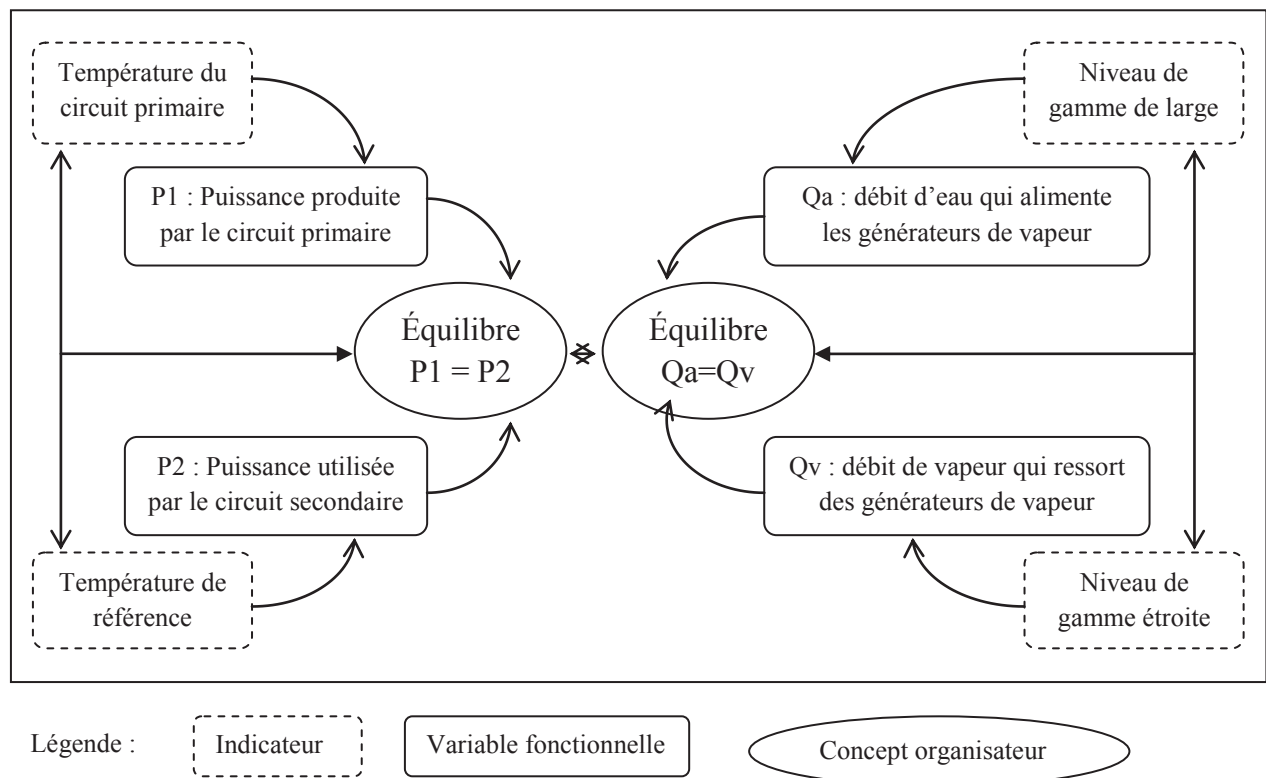 Température du
circuit primaire
Niveau de
gamme de large
P1 : Puissance produite
par le circuit primaire
Qa : débit d'eau qui alimente
les générateurs de vapeur
Équilibre
P1 = P2
Équilibre
Qa=Qv
P2 : Puissance utilisée
par le circuit secondaire
Qv : débit de vapeur qui ressort
des générateurs de vapeur
Température de
référence
Niveau de
gamme étroite
Légende :
Indicateur
Variable fonctionnelle
Concept organisateur